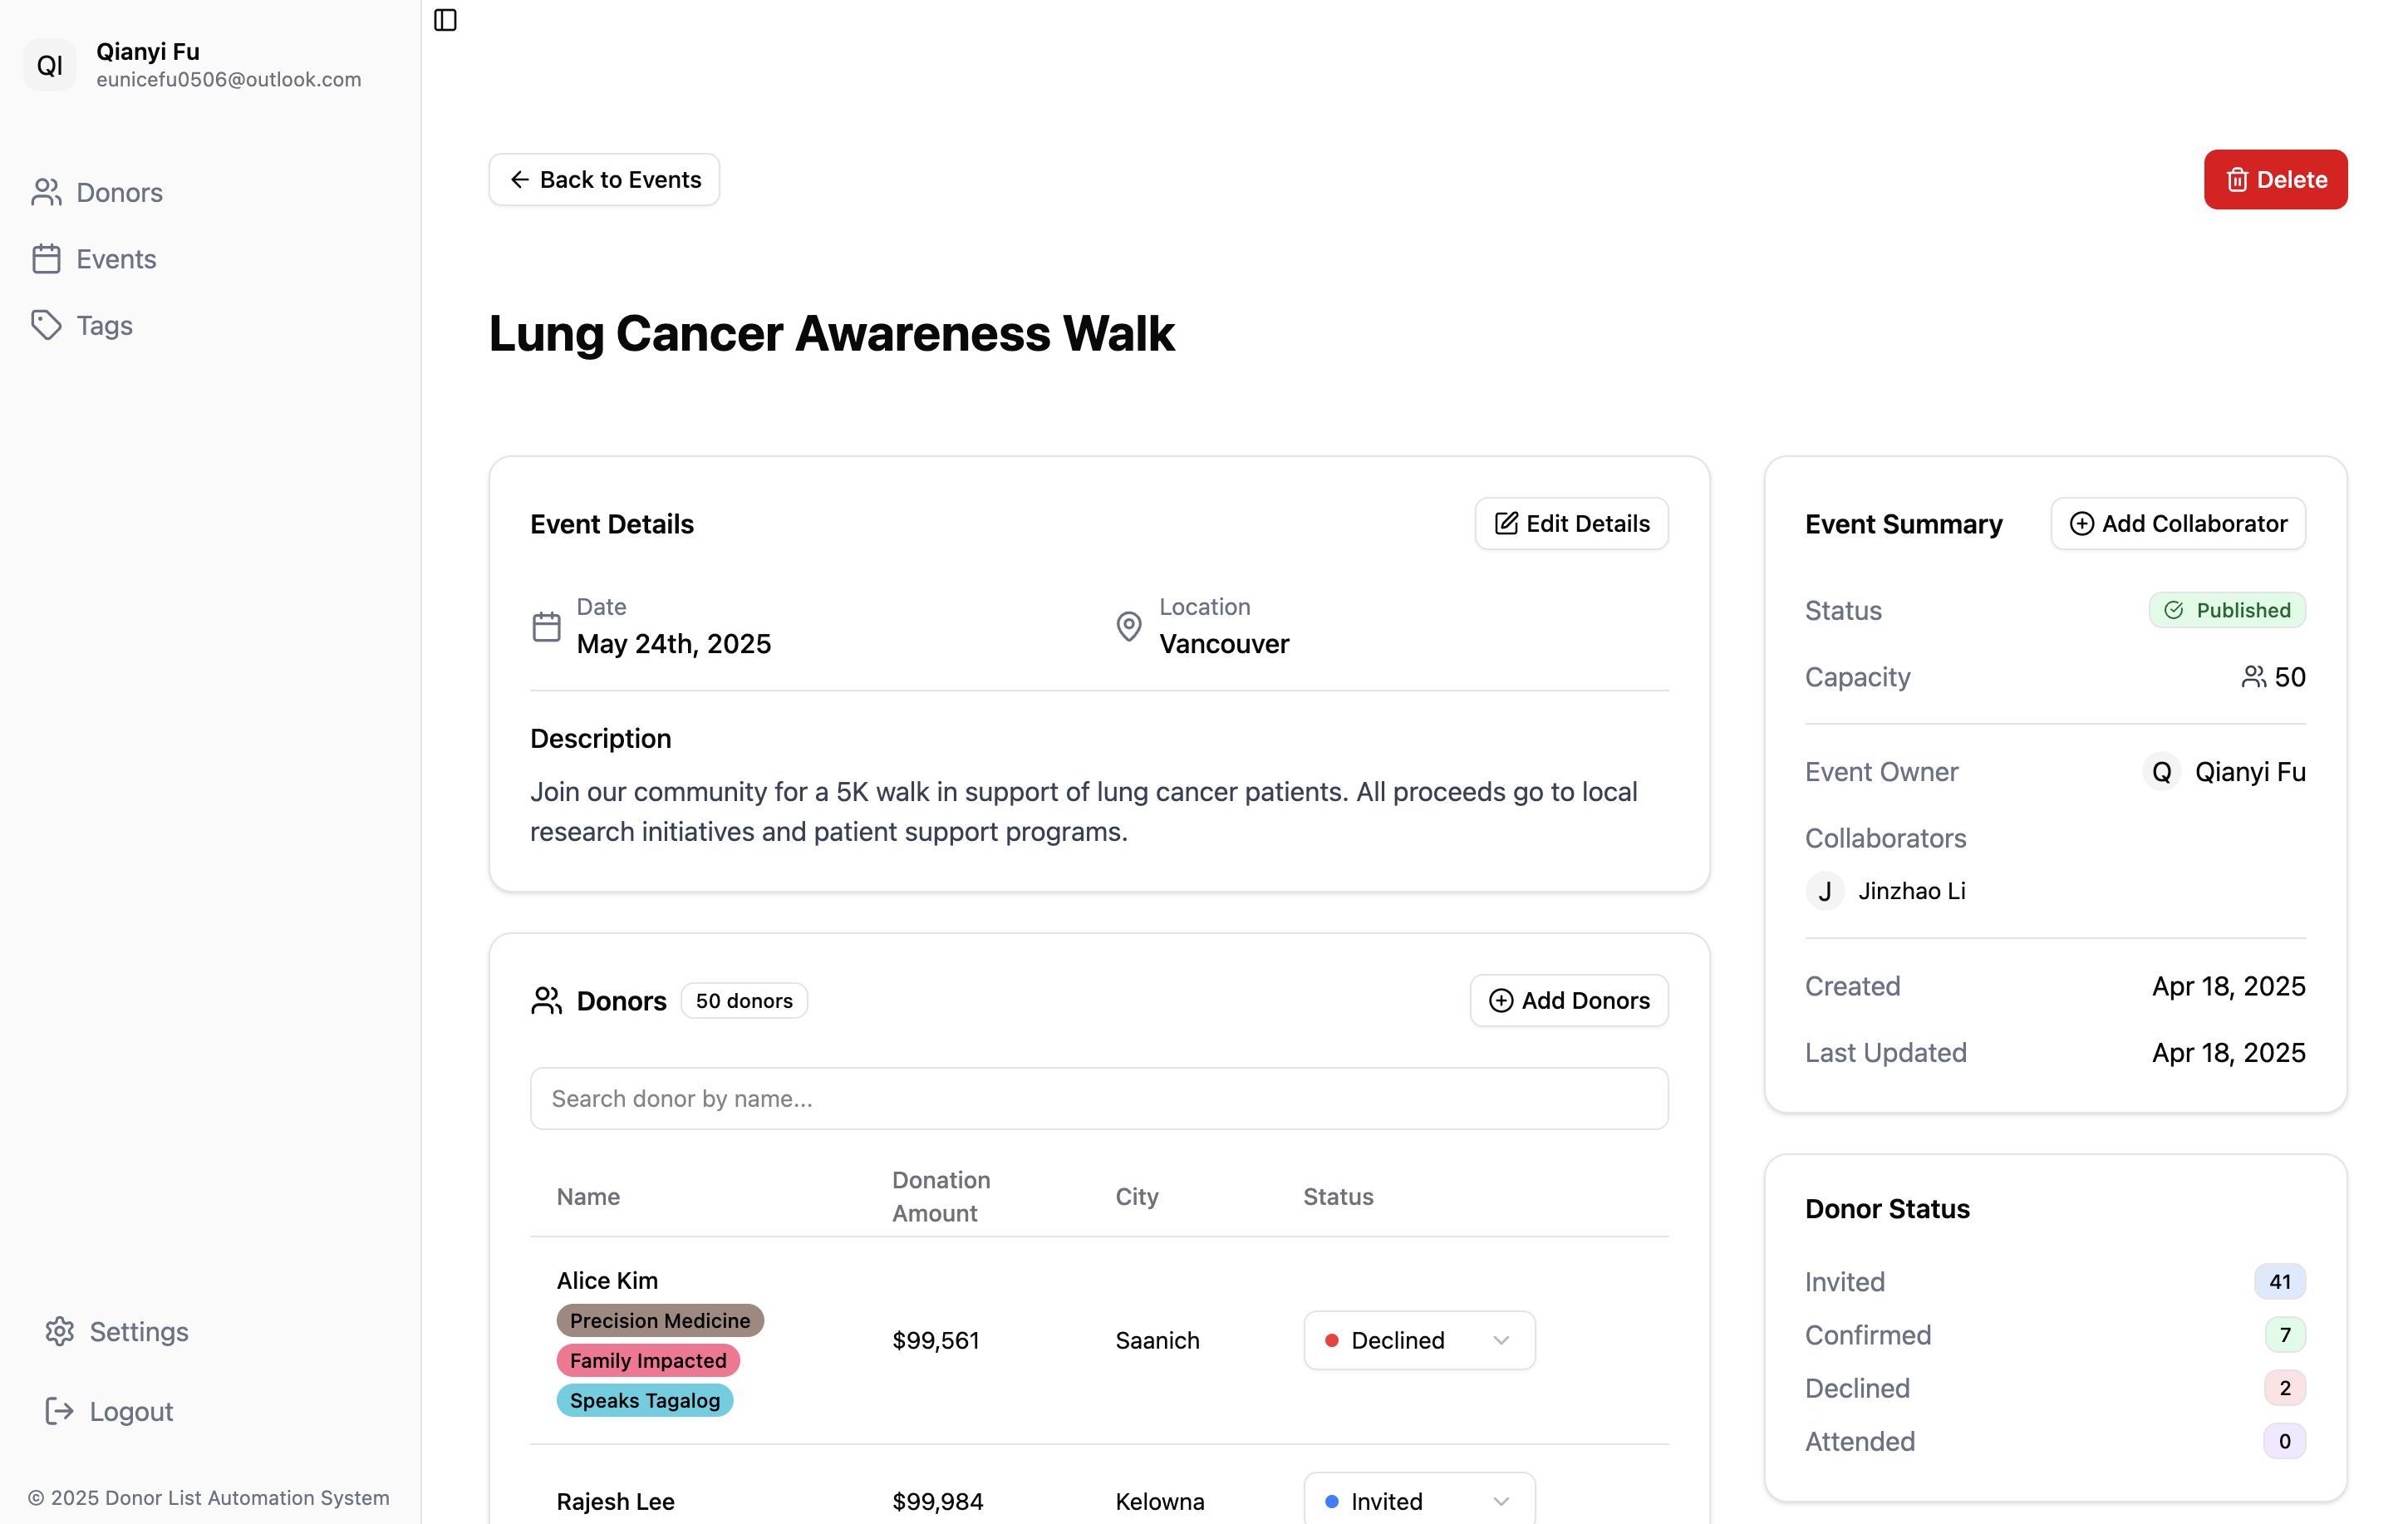 QI
Qianyi Fu
eunicefu0506@outlook.com
Donors
Events
Tags
Settings
Logout
© 2025 Donor List Automation System
Back to Events
Delete
Lung Cancer Awareness Walk
Event Details
Edit Details
Date
May 24th, 2025
Location
Vancouver
Description
Join our community for a 5K walk in support of lung cancer patients. All proceeds go to local
research initiatives and patient support programs.
Donors
50 donors
Add Donors
Search donor by name...
Name
Donation
Amount
City
Status
Alice Kim
Precision Medicine
Family Impacted
Speaks Tagalog
$99,561
Saanich
Declined
Rajesh Lee
$99,984
Kelowna
Invited
Event Summary
Add Collaborator
Status
Published
Capacity
50
Event Owner
Q
Qianyi Fu
Collaborators
J
Jinzhao Li
Created
Apr 18, 2025
Last Updated
Apr 18, 2025
Donor Status
Invited
41
Confirmed
7
Declined
2
Attended
0